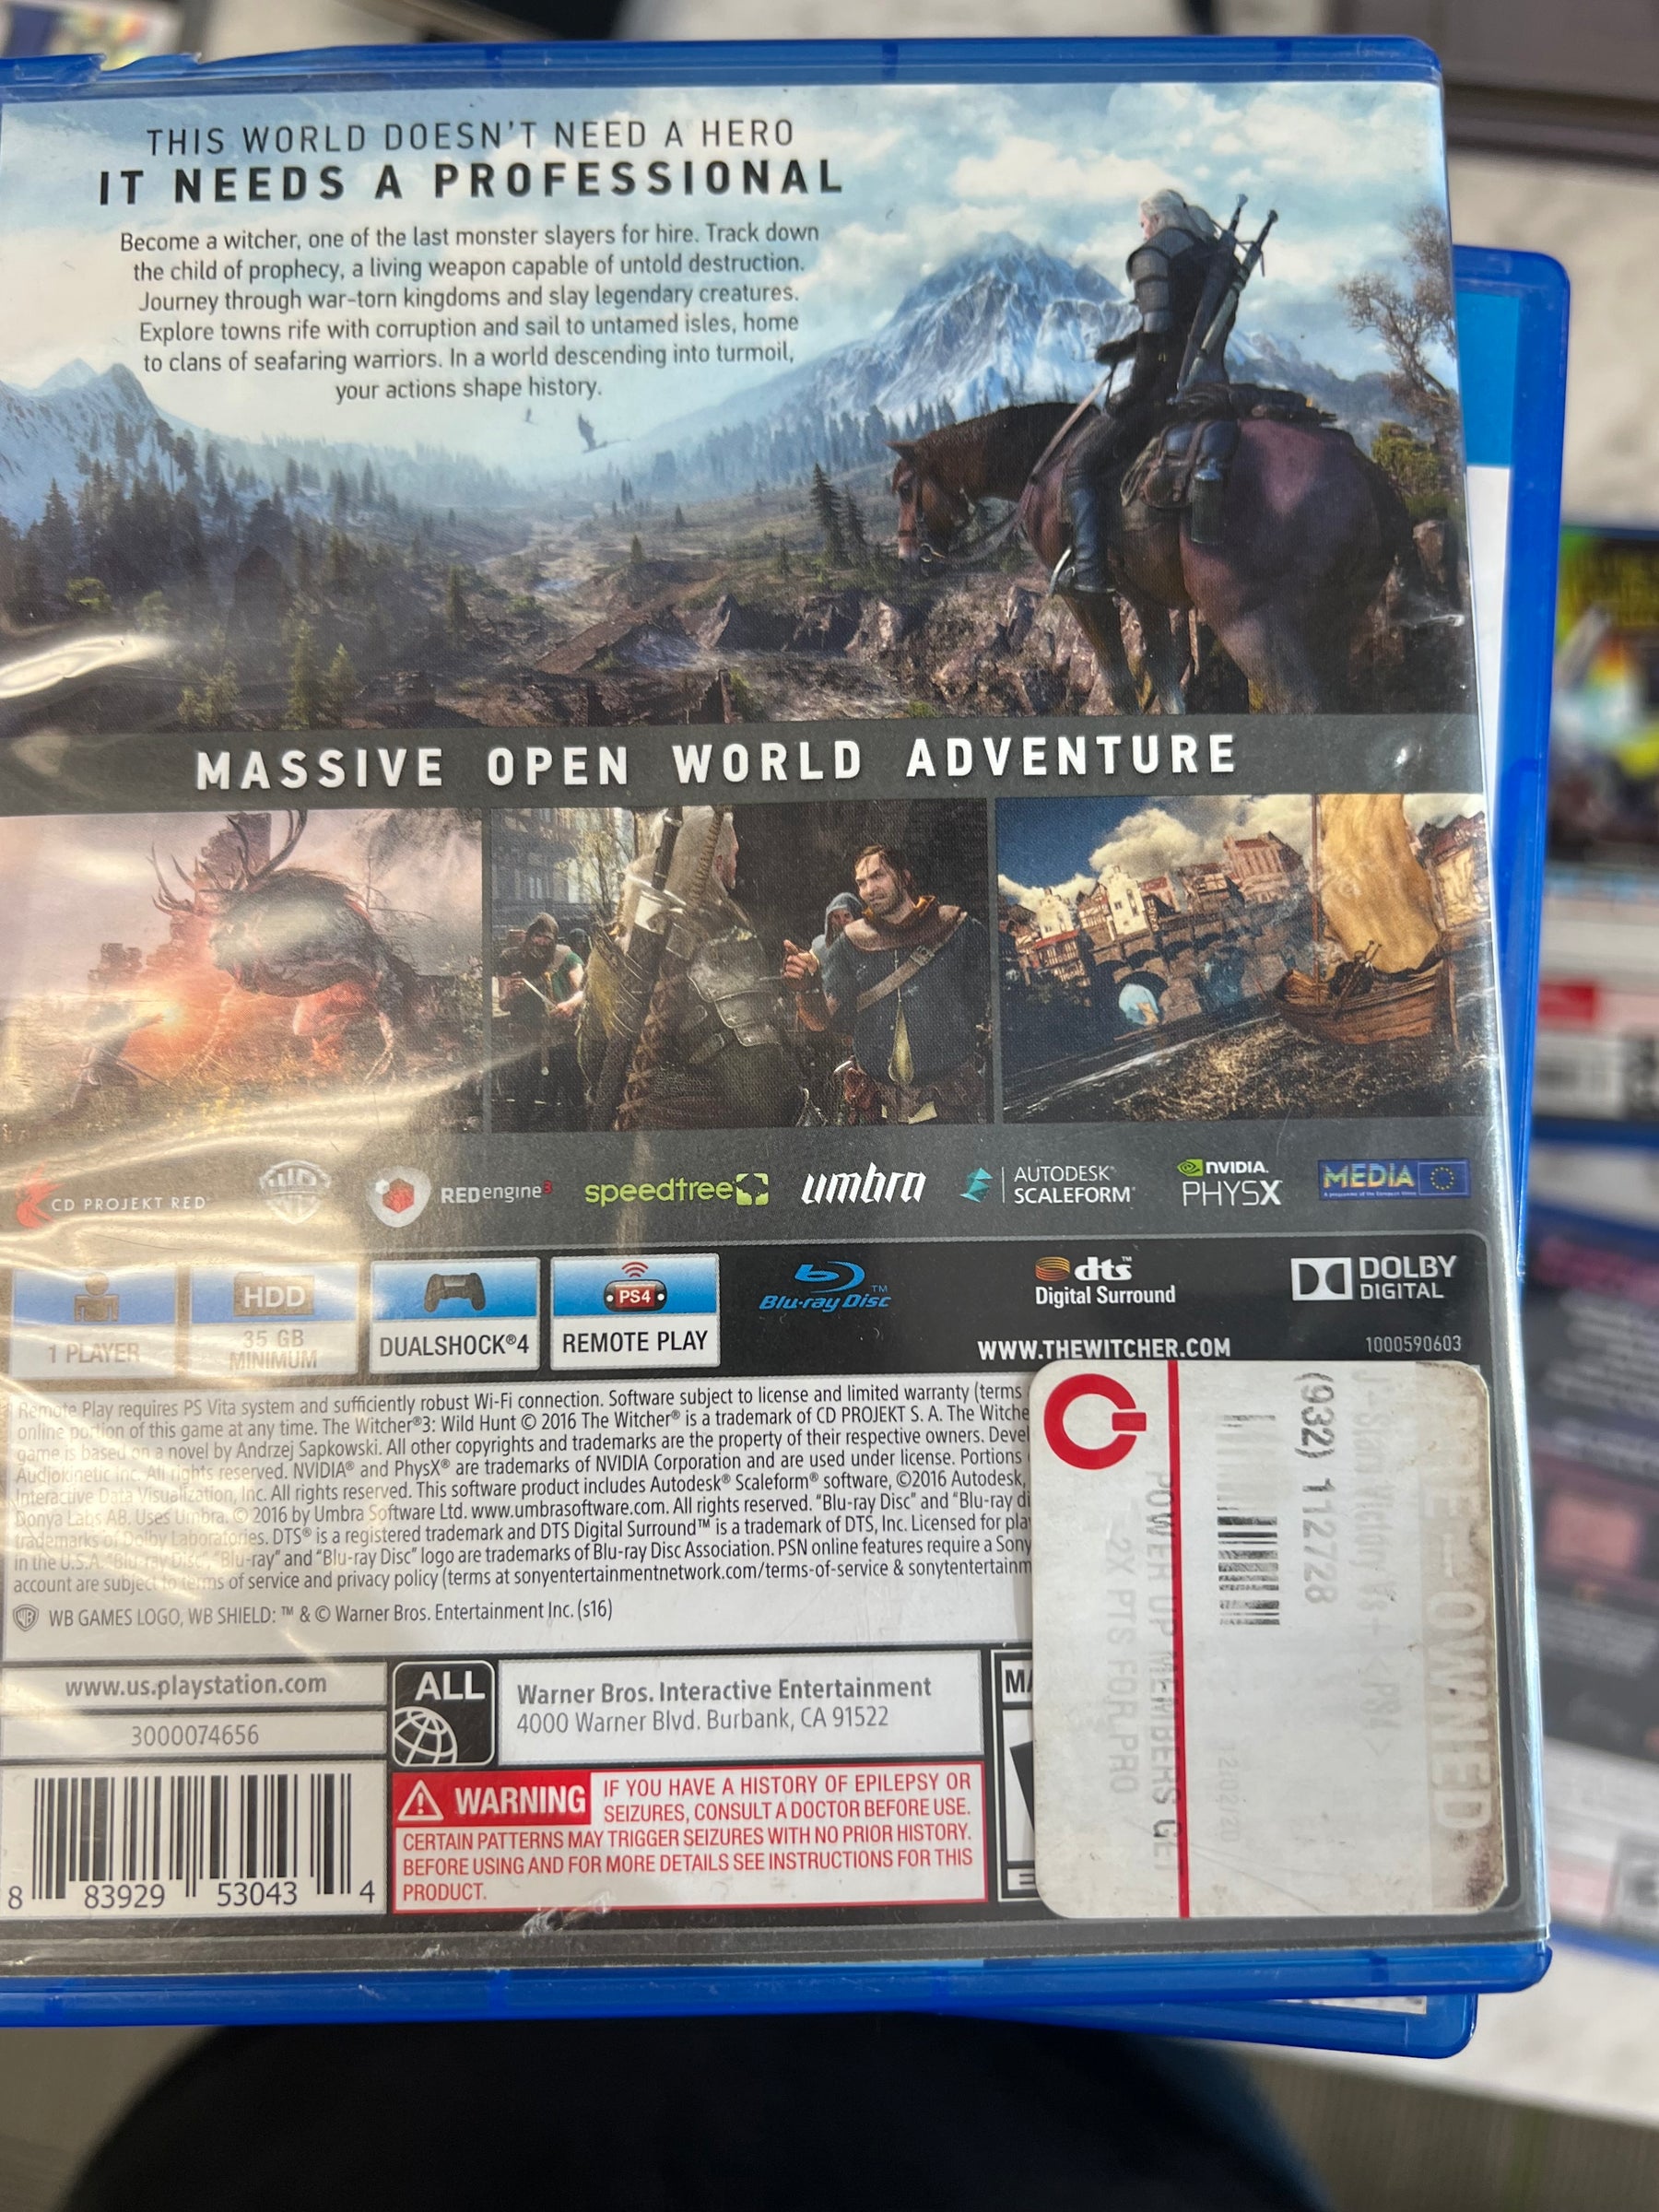 THIS WORLD DOESN'T NEED A HERO
IT NEEDS A PROFESSIONAL
Become a witcher, one of the last monster slayers for hire. Track down
the child of prophecy, a living weapon capable of untold destruction.
Journey through war-torn kingdoms and slay legendary creatures.
Explore towns rife with corruption and sail to untamed isles, home
to clans of seafaring warriors. In a world descending into turmoil,
your actions shape history.
MASSIVE OPEN WORLD ADVENTURE
CD PROJEKT RED
WB
REDengine3
speedtree
umbra
AUTODESK®
SCALEFORM®
NVIDIA.
PHYSX
MEDIA
1 PLAYER
HDD
35 GB
MINIMUM
DUALSHOCK®4
PS4
REMOTE PLAY
Blu-ray Disc™
dts™
Digital Surround
DOLBY
DIGITAL
WWW.THEWITCHER.COM
1000590603
Remote Play requires PS Vita system and sufficiently robust Wi-Fi connection. Software subject to license and limited warranty (terms
online portion of this game at any time. The Witcher®3: Wild Hunt © 2016 The Witcher® is a trademark of CD PROJEKT S. A. The Witche
game is based on a novel by Andrzej Sapkowski. All other copyrights and trademarks are the property of their respective owners. Devel
Audiokinetic Inc. All rights reserved. NVIDIA® and PhysX® are trademarks of NVIDIA Corporation and are used under license. Portions
Interactive Data Visualization, Inc. All rights reserved. This software product includes Autodesk® Scaleform® software, ©2016 Autodesk,
Donya Labs AB. Uses Umbra. © 2016 by Umbra Software Ltd. www.umbrasoftware.com. All rights reserved. "Blu-ray Disc" and "Blu-ray di
trademarks of Dolby Laboratories. DTS® is a registered trademark and DTS Digital Surround™ is a trademark of DTS, Inc. Licensed for pla
in the U.S.A. "Blu-ray Disc", "Blu-ray" and "Blu-ray Disc" logo are trademarks of Blu-ray Disc Association. PSN online features require a Sony
account are subject to terms of service and privacy policy (terms at sonyentertainmentnetwork.com/terms-of-service & sonytentertainm
WB GAMES LOGO, WB SHIELD: ™ & © Warner Bros. Entertainment Inc. (s16)
www.us.playstation.com
3000074656
ALL
Warner Bros. Interactive Entertainment
4000 Warner Blvd. Burbank, CA 91522
MA
WARNING
IF YOU HAVE A HISTORY OF EPILEPSY OR
SEIZURES, CONSULT A DOCTOR BEFORE USE.
CERTAIN PATTERNS MAY TRIGGER SEIZURES WITH NO PRIOR HISTORY.
BEFORE USING AND FOR MORE DETAILS SEE INSTRUCTIONS FOR THIS
PRODUCT.
8 83929 53043 4
(932) 112728
12/02/20
POWER UP MEMBERS GET
2X PTS FOR PRO